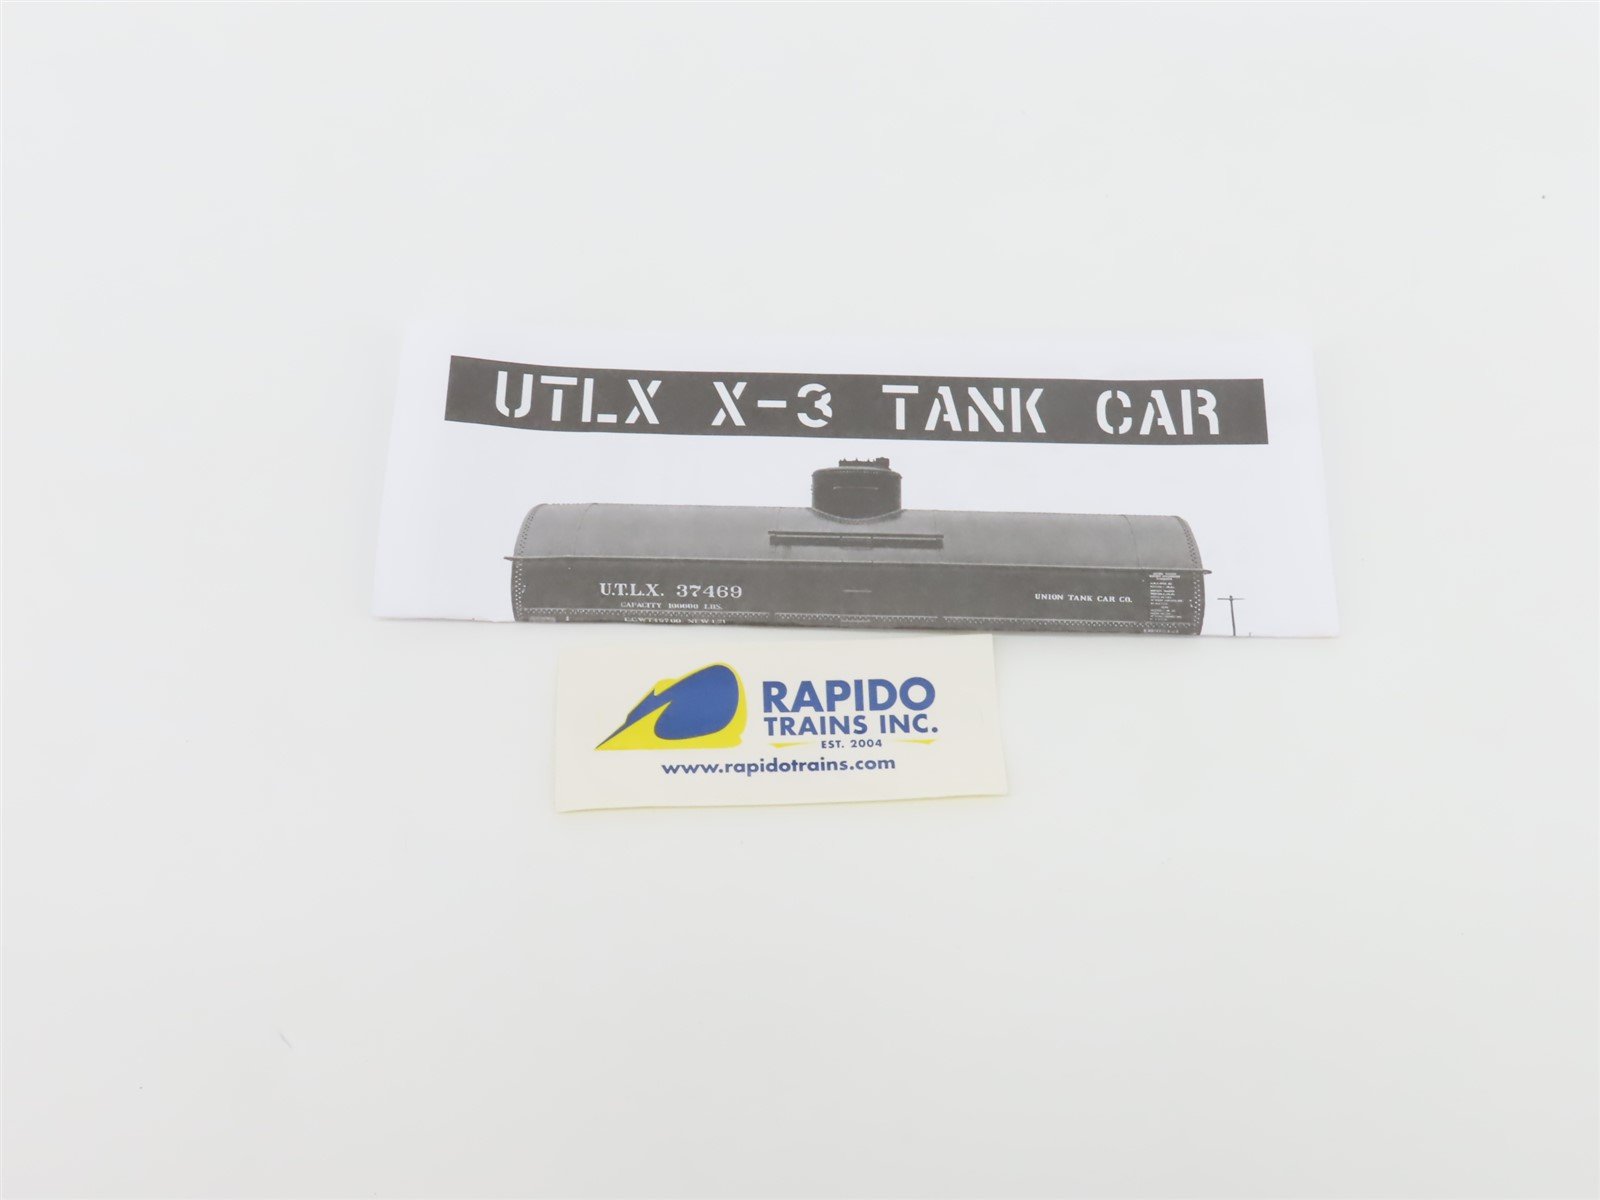 UTLX X-3 TANK CAR
U.T.L.X. 37469
CAPACITY 100000 LBS.
UNION TANK CAR CO.
RAPIDO
TRAINS INC.
EST. 2004
www.rapidotrains.com